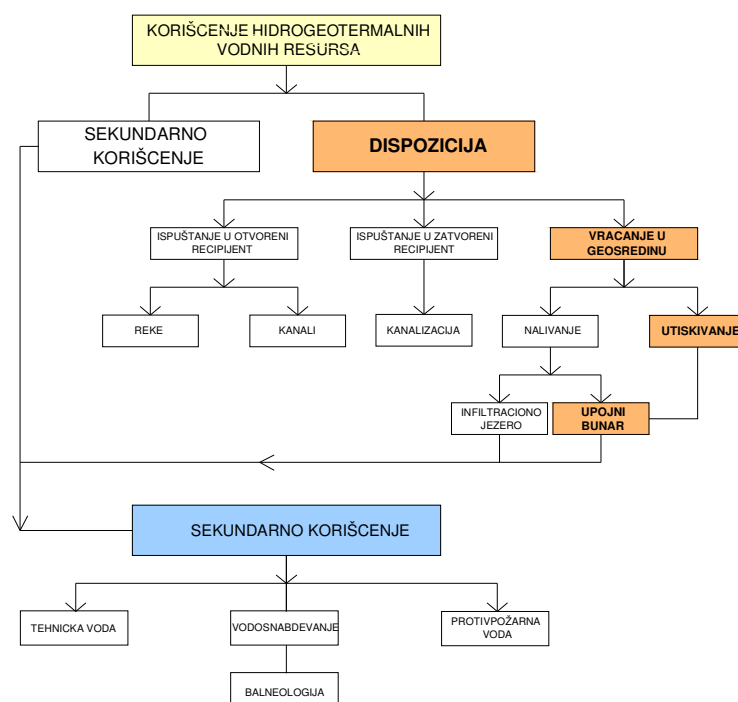 KORIŠCENJE HIDROGEOTERMALNIH
VODNIH RESURSA
SEKUNDARNO
KORIŠCENJE
DISPOZICIJA
ISPUŠTANJE U OTVORENI
RECIPIJENT
ISPUŠTANJE U ZATVORENI
RECIPIJENT
VRACANJE U
GEOSREDINU
REKE
KANALI
KANALIZACIJA
NALIVANJE
UTISKIVANJE
INFILTRACIONO
JEZERO
UPOJNI
BUNAR
SEKUNDARNO KORIŠCENJE
TEHNICKA VODA
VODOSNABDEVANJE
PROTIVPOŽARNA
VODA
BALNEOLOGIJA